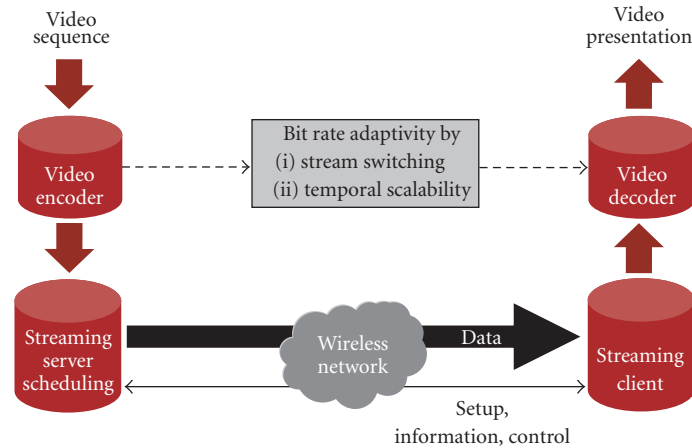 Video
sequence
Video
presentation
Bit rate adaptivity by
(i) stream switching
(ii) temporal scalability
Video
encoder
Video
decoder
Streaming
server
scheduling
Wireless
network
Data
Streaming
client
Setup,
information, control